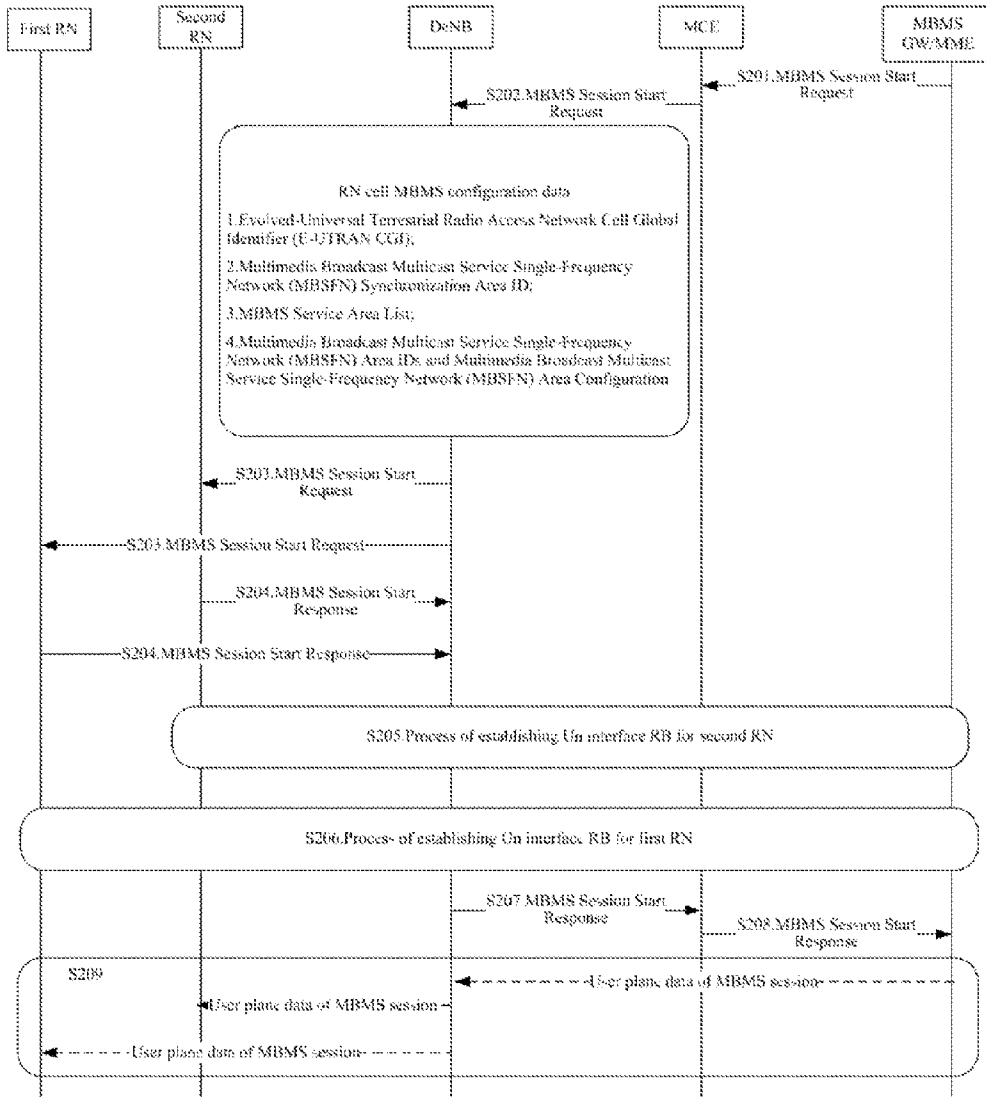 First RN
Second
RN
DeNB
MCE
MBMS
GW/MME
S201.MBMS Session Start
Request
S202.MBMS Session Start
Request
RN cell MBMS configuration data
1.Evolved-Universal Terrestrial Radio Access Network Cell Global
Identifier (E-UTRAN CGI);
2.Multimedia Broadcast Multicast Service Single-Frequency
Network (MBSFN) Synchronization Area ID;
3.MBMS Service Area List;
4.Multimedia Broadcast Multicast Service Single-Frequency
Network (MBSFN) Area IDs and Multimedia Broadcast Multicast
Service Single-Frequency Network (MBSFN) Area Configuration
S203.MBMS Session Start
Request
S203.MBMS Session Start Request
S204.MBMS Session Start
Response
S204.MBMS Session Start Response
S205.Process of establishing Un interface RB for second RN
S206.Process of establishing Un interface RB for first RN
S207.MBMS Session Start
Response
S208.MBMS Session Start
Response
S209
User plane data of MBMS session
User plane data of MBMS session
User plane data of MBMS session